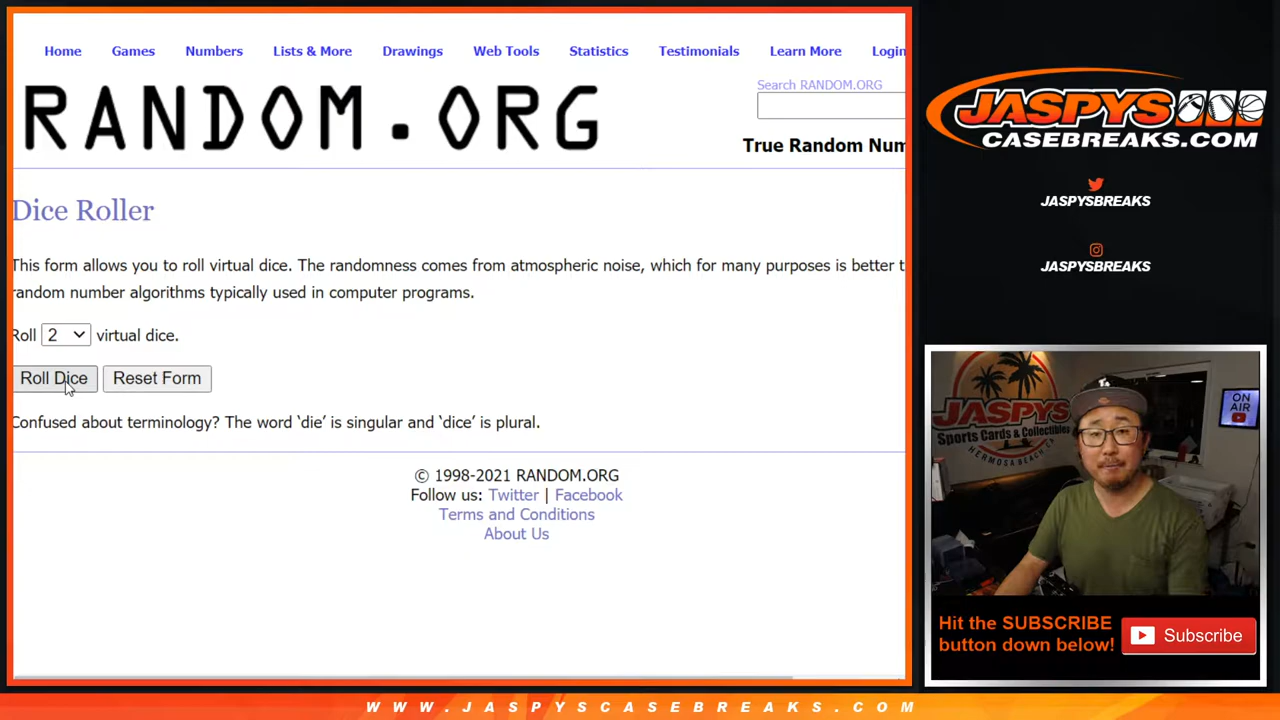 Home Games Numbers Lists & More Drawings Web Tools Statistics Testimonials Learn More Login
RANDOM.ORG
Search RANDOM.ORG
True Random Num
Dice Roller
This form allows you to roll virtual dice. The randomness comes from atmospheric noise, which for many purposes is better t
random number algorithms typically used in computer programs.
Roll 2 virtual dice.
Roll Dice Reset Form
Confused about terminology? The word ‘die’ is singular and ‘dice’ is plural.
© 1998-2021 RANDOM.ORG
Follow us: Twitter | Facebook
Terms and Conditions
About Us
JASPYS
CASEBREAKS.COM
JASPYSBREAKS
JASPYSBREAKS
JASPYS
Sports Cards & Collectibles
HERMOSA BEACH, CA
ON
AIR
Hit the SUBSCRIBE
button down below!
Subscribe
WWW.JASPYSCASEBREAKS.COM